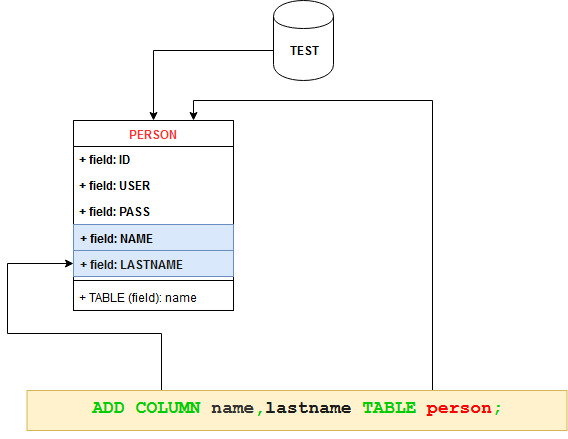 TEST
PERSON
+ field: ID
+ field: USER
+ field: PASS
+ field: NAME
+ field: LASTNAME
+ TABLE (field): name
ADD COLUMN name,lastname TABLE person;